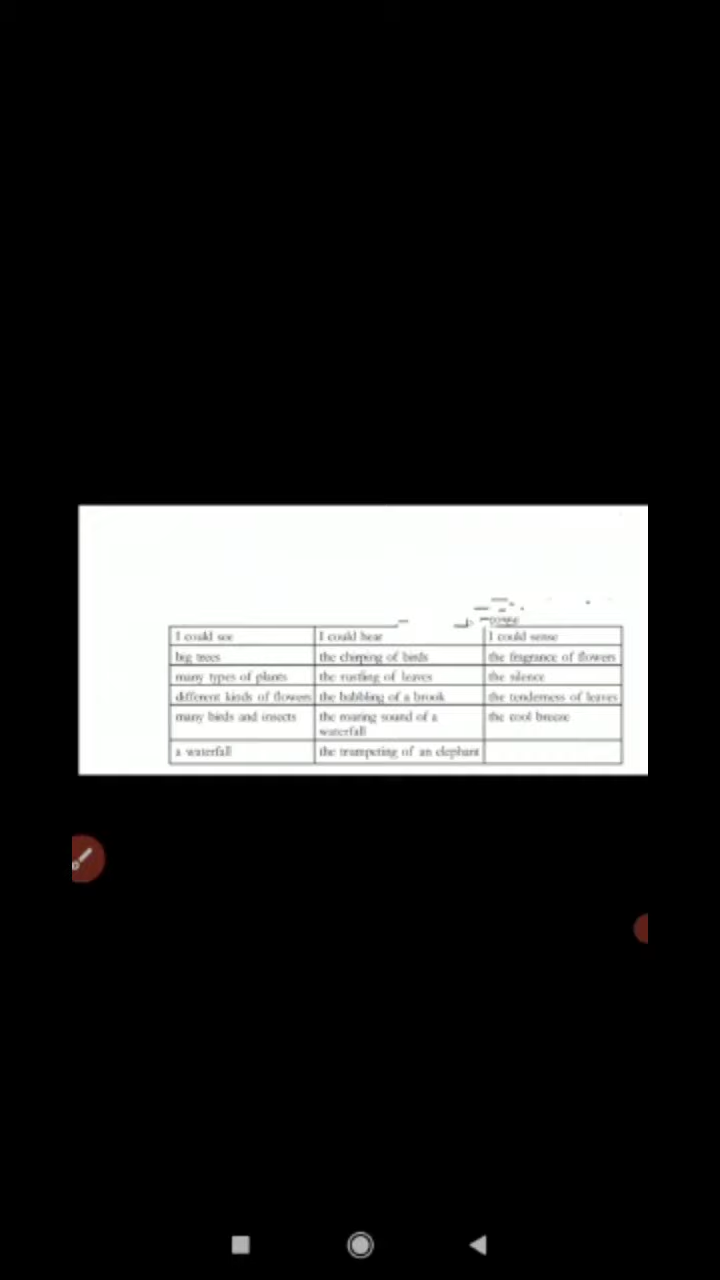 I could see I could hear I could sense
big trees the chirping of birds the fragrance of flowers
many types of plants the rustling of leaves the silence
different kinds of flowers the babbling of a brook the tenderness of leaves
many birds and insects the roaring sound of a the cool breeze
waterfall
a waterfall the trumpeting of an elephant